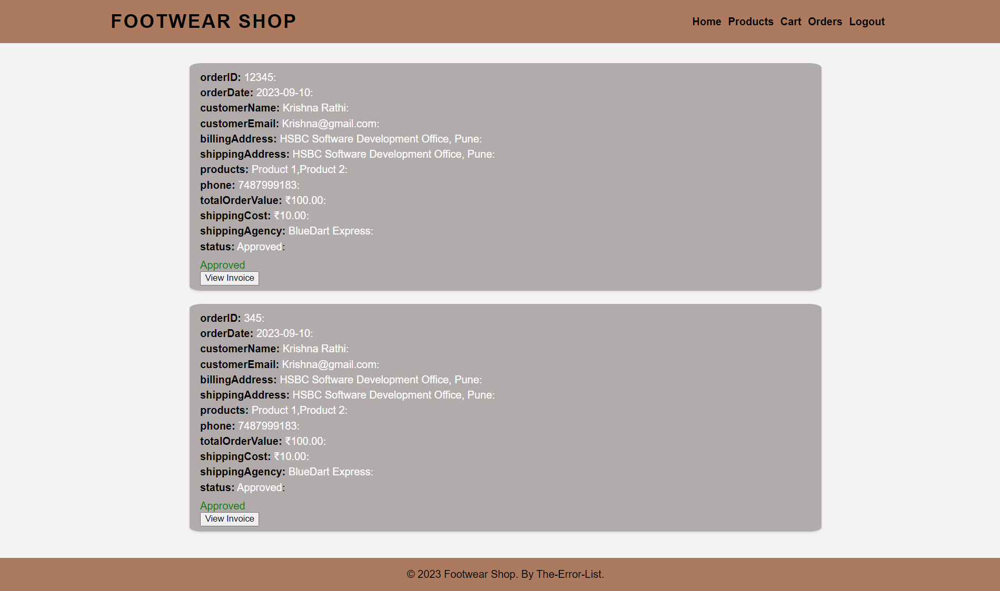 FOOTWEAR SHOP
Home Products Cart Orders Logout
orderID: 12345:
orderDate: 2023-09-10:
customerName: Krishna Rathi:
customerEmail: Krishna@gmail.com:
billingAddress: HSBC Software Development Office, Pune:
shippingAddress: HSBC Software Development Office, Pune:
products: Product 1,Product 2:
phone: 7487999183:
totalOrderValue: ₹100.00:
shippingCost: ₹10.00:
shippingAgency: BlueDart Express:
status: Approved:
Approved
View Invoice
orderID: 345:
orderDate: 2023-09-10:
customerName: Krishna Rathi:
customerEmail: Krishna@gmail.com:
billingAddress: HSBC Software Development Office, Pune:
shippingAddress: HSBC Software Development Office, Pune:
products: Product 1,Product 2:
phone: 7487999183:
totalOrderValue: ₹100.00:
shippingCost: ₹10.00:
shippingAgency: BlueDart Express:
status: Approved:
Approved
View Invoice
© 2023 Footwear Shop. By The-Error-List.